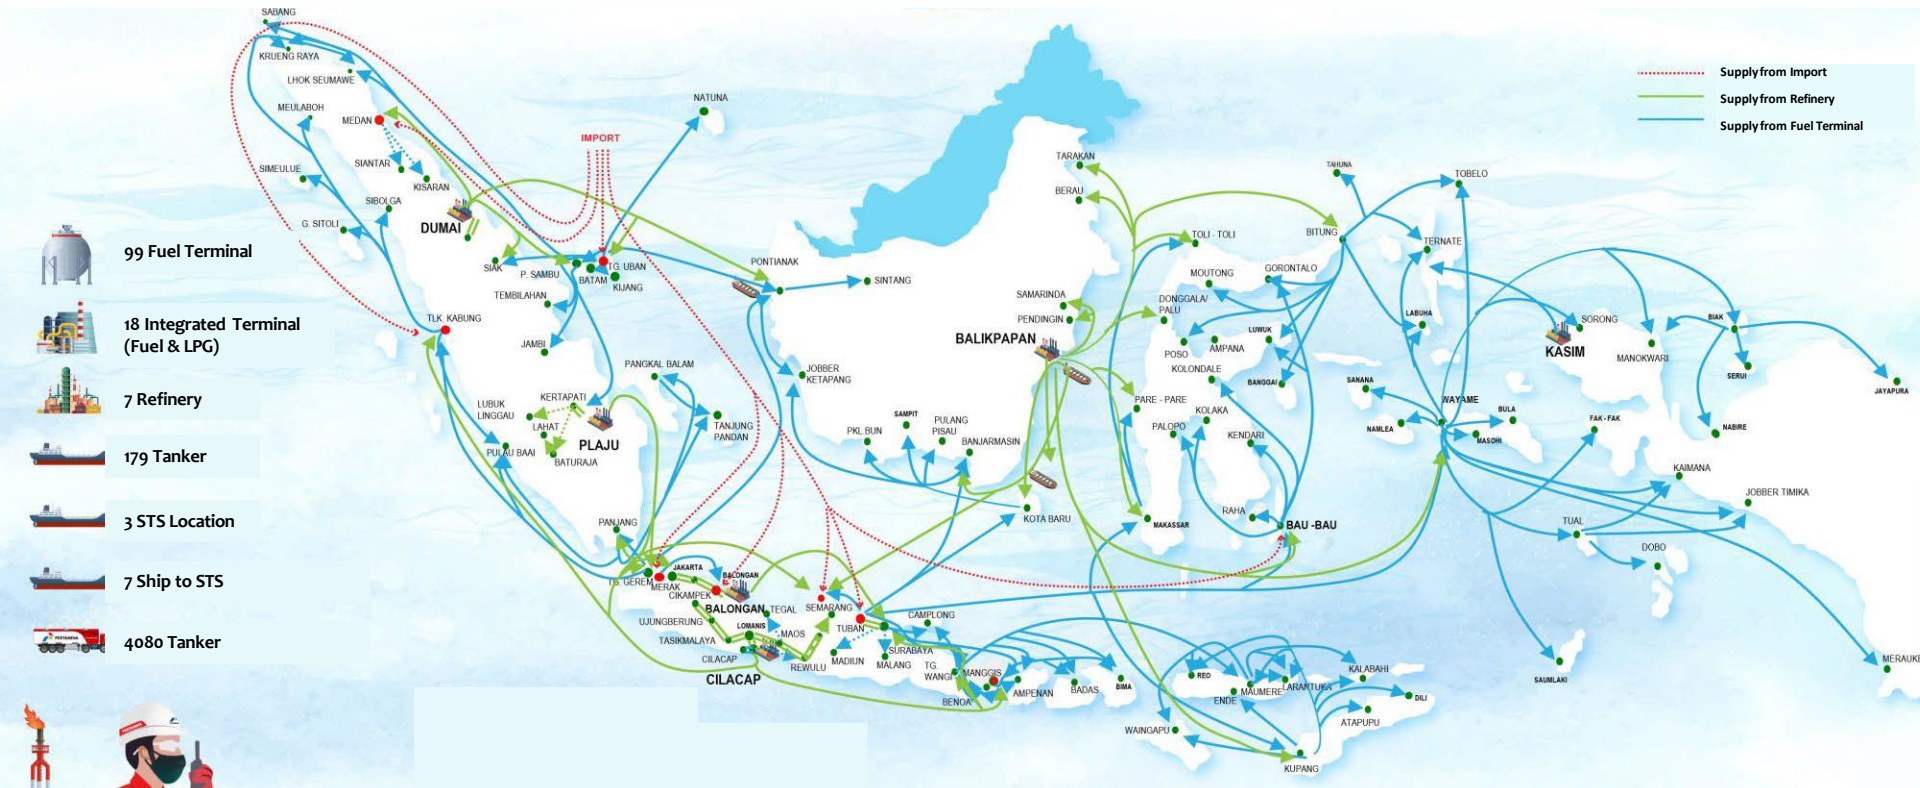 Supply from Import
Supply from Refinery
Supply from Fuel Terminal
99 Fuel Terminal
18 Integrated Terminal
(Fuel & LPG)
7 Refinery
179 Tanker
3 STS Location
7 Ship to STS
4080 Tanker
SABANG
KRUENG RAYA
LHOK SEUMAWE
MEULABOH
MEDAN
SIMEULUE
SIANTAR
KISARAN
SIBOLGA
G. SITOLI
DUMAI
IMPORT
NATUNA
SIAK
P. SAMBU
BATAM
TG. UBAN
KIJANG
TEMBILAHAN
TLK KABUNG
JAMBI
PANGKAL BALAM
KERTAPATI
LUBUK
LINGGAU
LAHAT
PLAJU
PULAU BAAI
BATURAJA
TANJUNG
PANDAN
PANJANG
TG. GEREM
MERAK
JAKARTA
CIKAMPEK
BALONGAN
BALONGAN
TEGAL
UJUNGBERUNG
LOMANIS
MAOS
TASIKMALAYA
CILACAP
CILACAP
REWULU
SEMARANG
TUBAN
MADIUN
SURABAYA
MALANG
CAMPLONG
TG.
WANGI
MANGGIS
BENOA
AMPENAN
BADAS
BIMA
PONTIANAK
SINTANG
JOBBER
KETAPANG
PKL BUN
SAMPIT
PULANG
PISAU
BANJARMASIN
KOTA BARU
TARAKAN
BERAU
SAMARINDA
PENDINGIN
BALIKPAPAN
TOLI - TOLI
MOUTONG
GORONTALO
BITUNG
DONGGALA/
PALU
POSO
AMPANA
LUWUK
KOLONDALE
BANGGAI
PARE - PARE
PALOPO
KOLAKA
KENDARI
RAHA
MAKASSAR
BAU -BAU
TAHUNA
TOBELO
TERNATE
LABUHA
SANANA
WAYAME
NAMLEA
MASOHI
BULA
SORONG
KASIM
MANOKWARI
BIAK
SERUI
JAYAPURA
NABIRE
FAK - FAK
KAIMANA
JOBBER TIMIKA
TUAL
DOBO
SAUMLAKI
MERAUKE
REO
ENDE
MAUMERE
LARANTUKA
KALABAHI
DILI
ATAPUPU
WAINGAPU
KUPANG